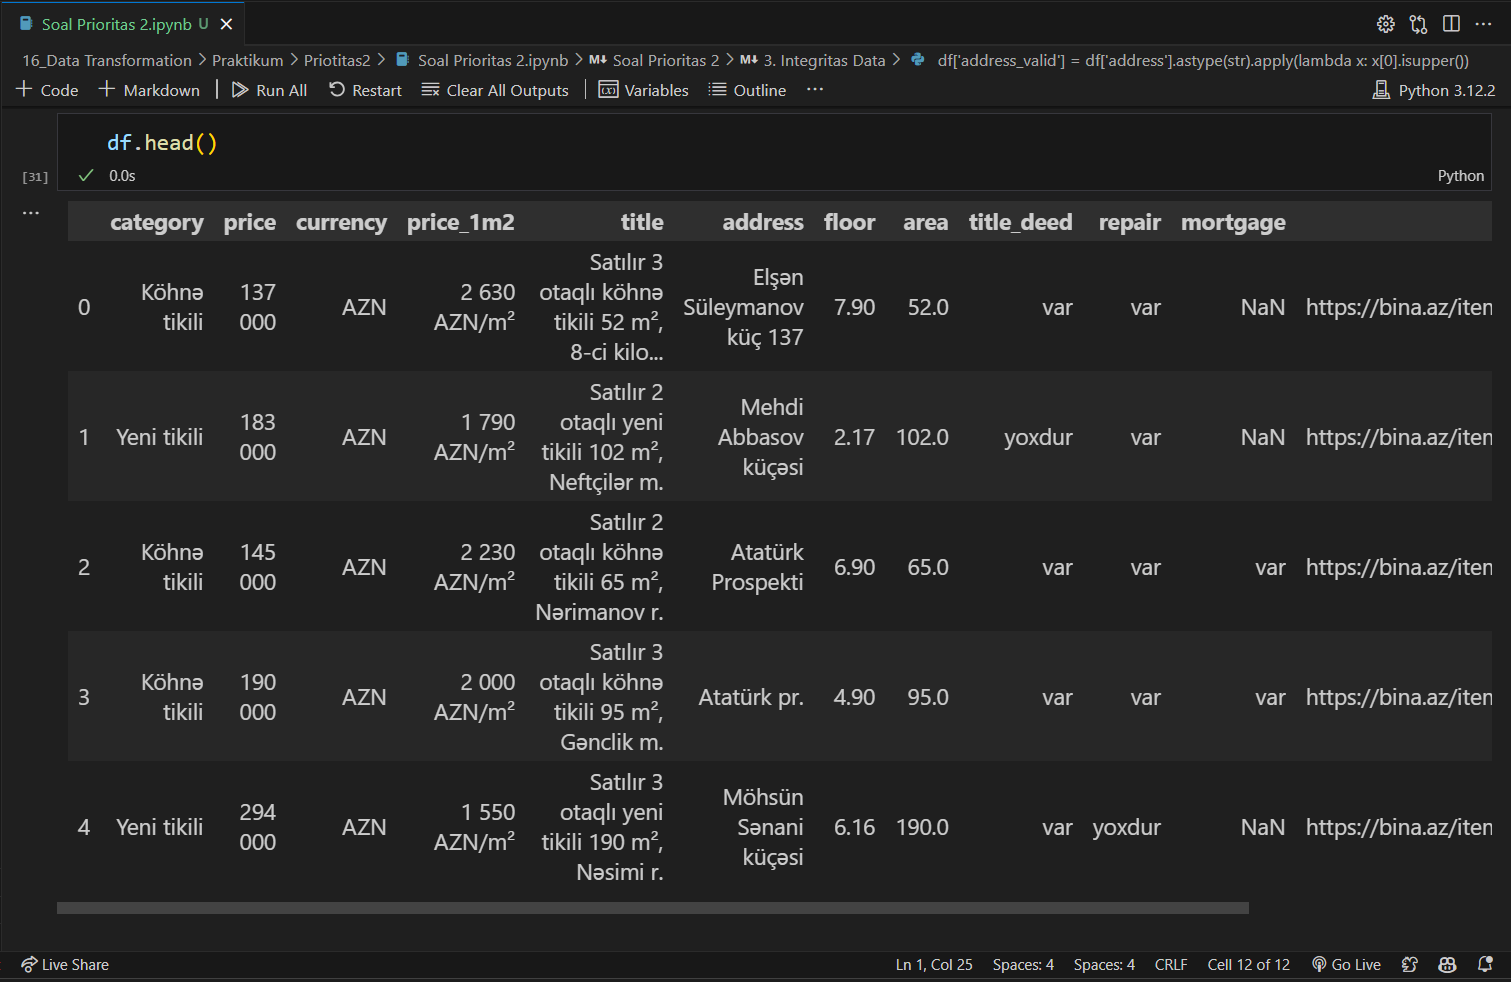 Soal Prioritas 2.ipynb U
16_Data Transformation > Praktikum > Priotitas2 > Soal Prioritas 2.ipynb > M↓ Soal Prioritas 2 > M↓ 3. Integritas Data > df['address_valid'] = df['address'].astype(str).apply(lambda x: x[0].isupper())
Code Markdown Run All Restart Clear All Outputs Variables Outline ... Python 3.12.2
df.head()
[31] 0.0s Python
category price currency price_1m2 title address floor area title_deed repair mortgage
0 Köhnə tikili 137 000 AZN 2 630 AZN/m² Satılır 3 otaqlı köhnə tikili 52 m², 8-ci kilo... Elşən Süleymanov küç 137 7.90 52.0 var var NaN https://bina.az/iten
1 Yeni tikili 183 000 AZN 1 790 AZN/m² Satılır 2 otaqlı yeni tikili 102 m², Neftçilər m. Mehdi Abbasov küçəsi 2.17 102.0 yoxdur var NaN https://bina.az/iten
2 Köhnə tikili 145 000 AZN 2 230 AZN/m² Satılır 2 otaqlı köhnə tikili 65 m², Nərimanov r. Atatürk Prospekti 6.90 65.0 var var var https://bina.az/iten
3 Köhnə tikili 190 000 AZN 2 000 AZN/m² Satılır 3 otaqlı köhnə tikili 95 m², Gənclik m. Atatürk pr. 4.90 95.0 var var var https://bina.az/iten
4 Yeni tikili 294 000 AZN 1 550 AZN/m² Satılır 3 otaqlı yeni tikili 190 m², Nəsimi r. Möhsün Sənani küçəsi 6.16 190.0 var yoxdur NaN https://bina.az/iten
Live Share Ln 1, Col 25 Spaces: 4 Spaces: 4 CRLF Cell 12 of 12 Go Live